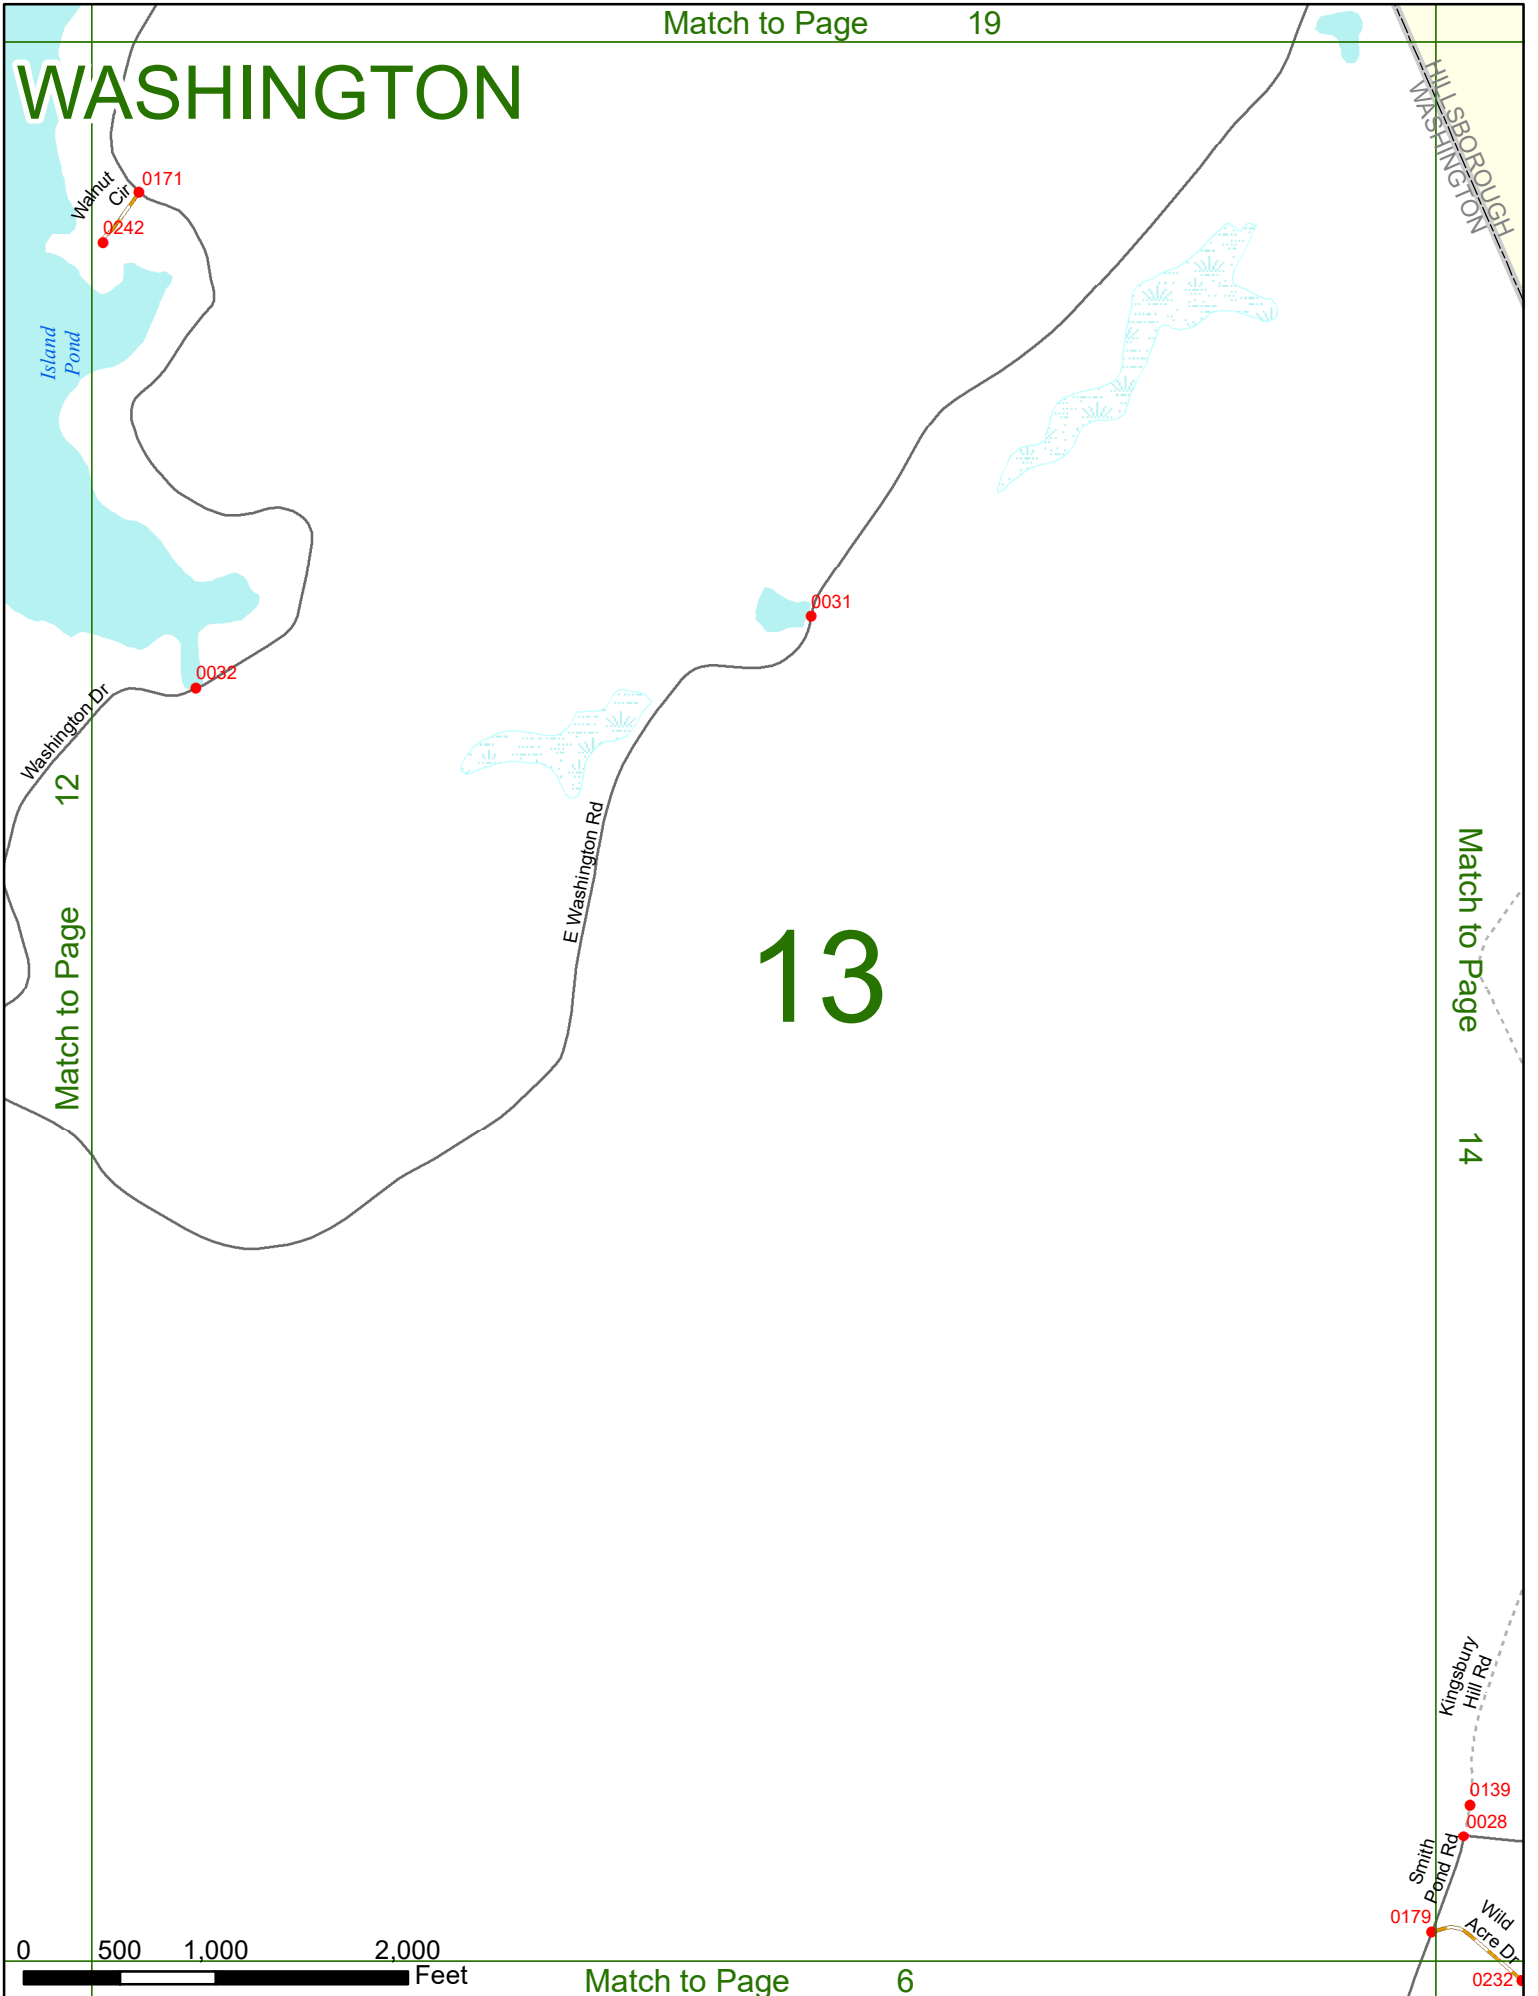 Match to Page 19
WASHINGTON
HILLSBOROUGH
WASHINGTON
Walnut
Cir
0171
0242
Island
Pond
0031
0032
Washington Dr
Match to Page 12
E Washington Rd
13
Match to Page 14
Kingsbury
Hill Rd
0139
0028
Smith
Pond Rd
0179
Wild
Acre Dr
0232
0 500 1,000 2,000
Feet
Match to Page 6